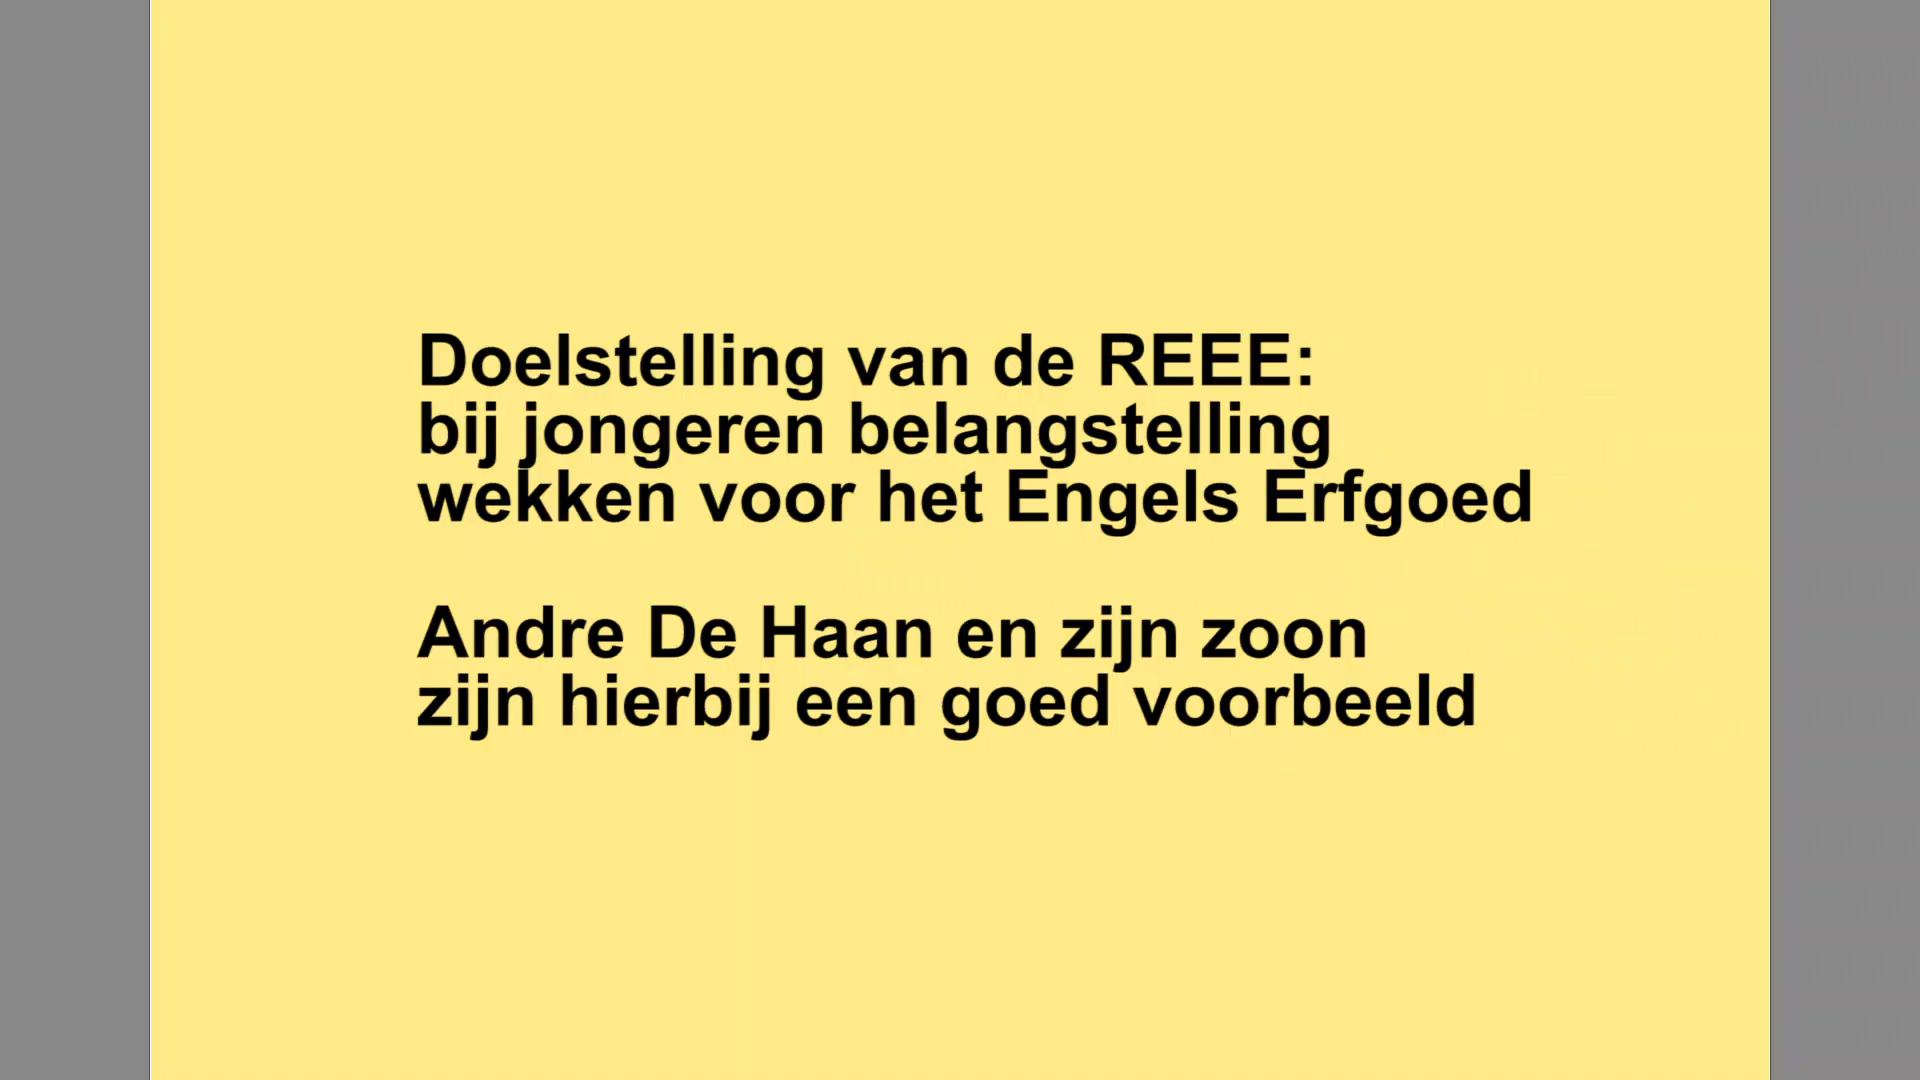 Doelstelling van de REEE:
bij jongeren belangstelling
wekken voor het Engels Erfgoed
Andre De Haan en zijn zoon
zijn hierbij een goed voorbeeld